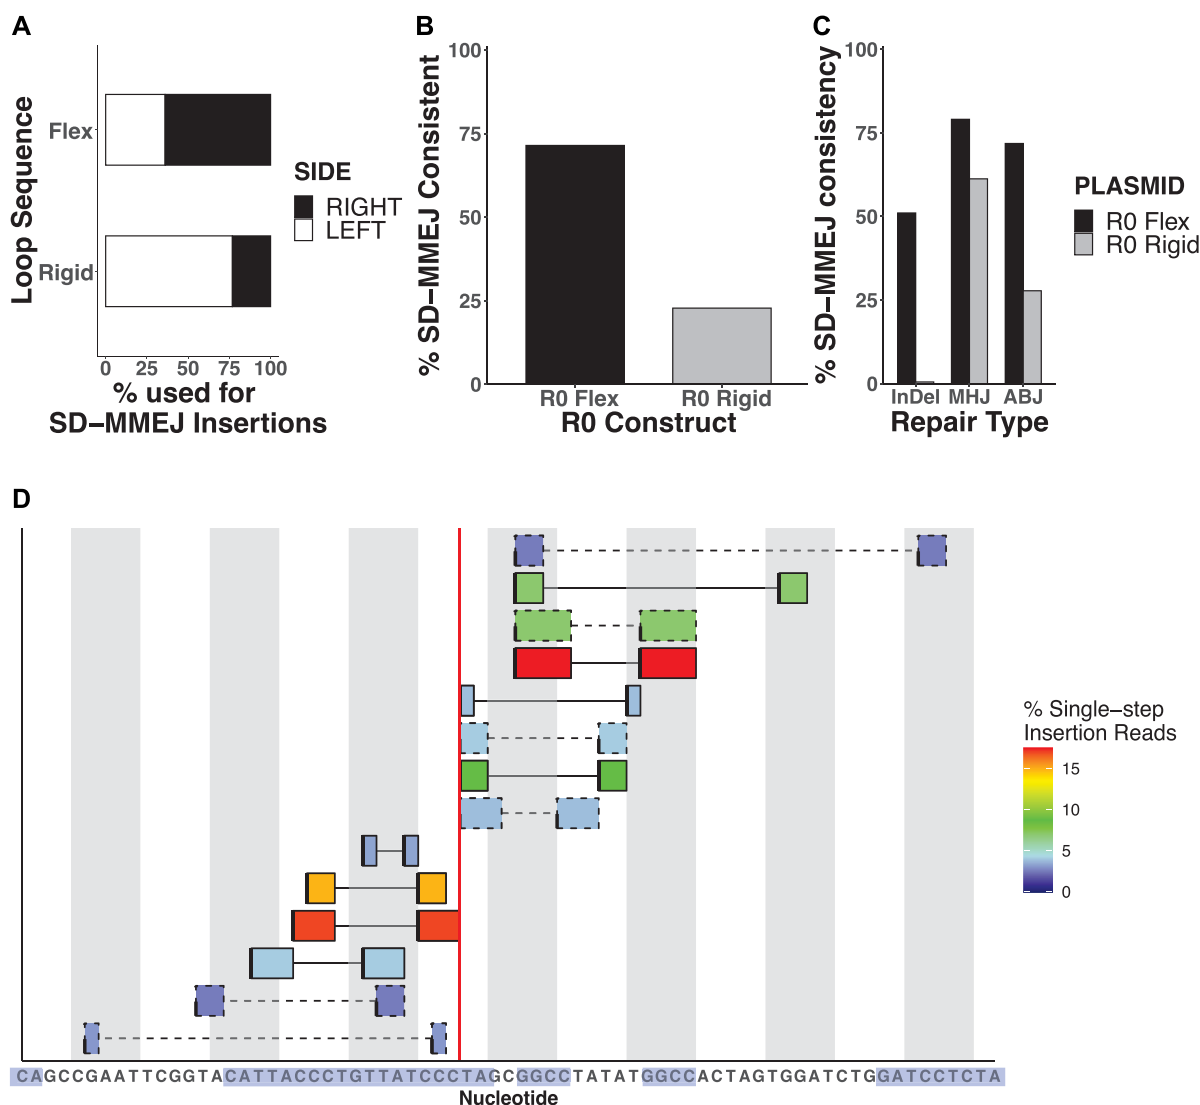 A
Loop Sequence
Flex
Rigid
0 25 50 75 100
% used for
SD−MMEJ Insertions
SIDE
RIGHT
LEFT
B
% SD−MMEJ Consistent
100
75
50
25
0
R0 Flex R0 Rigid
R0 Construct
C
% SD−MMEJ consistency
100
75
50
25
0
InDel MHJ ABJ
Repair Type
PLASMID
R0 Flex
R0 Rigid
D
% Single−step
Insertion Reads
15
10
5
0
CAGCCGAATTCGGTACATTACCCTGTTATCCCTAGCGGCCTATATGGCCACTAGTGGATCTGGATCCTCTA
Nucleotide